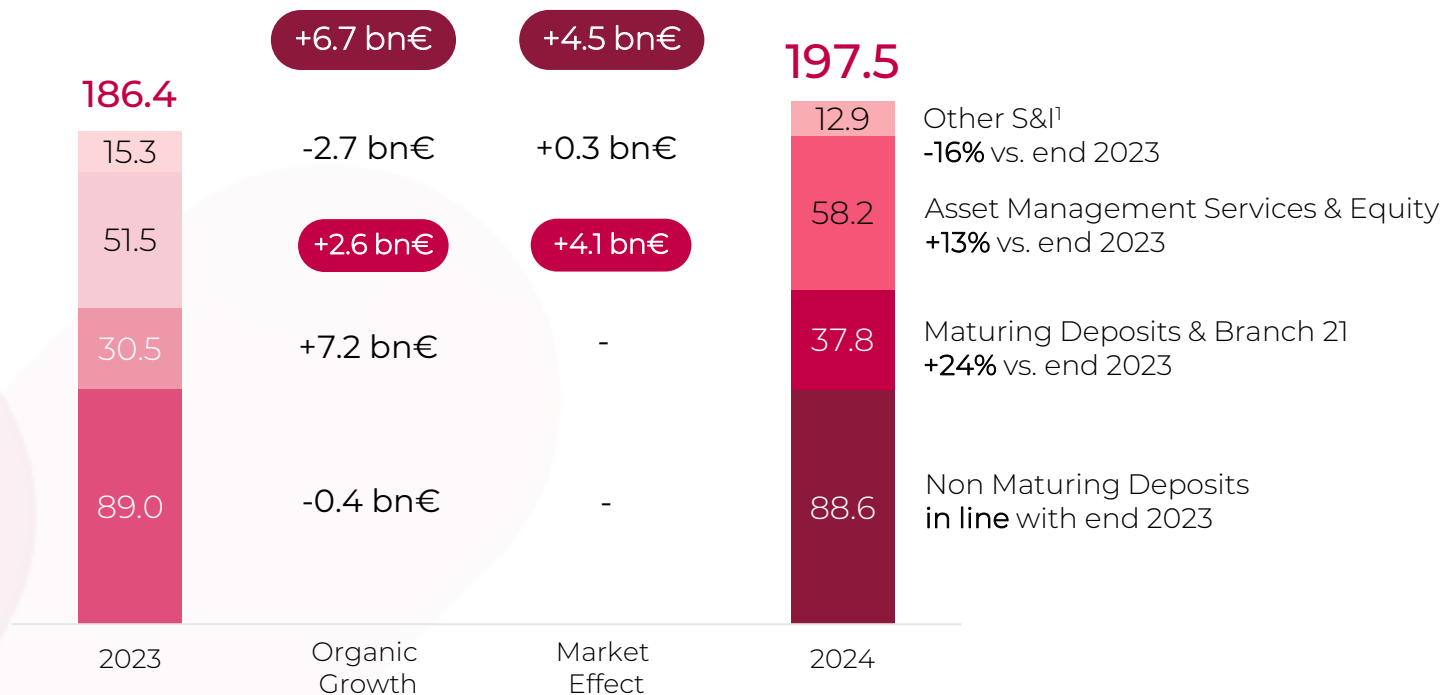 +6.7 bn€
+4.5 bn€
186.4
197.5
15.3
-2.7 bn€
+0.3 bn€
12.9
Other S&I¹
-16% vs. end 2023
51.5
+2.6 bn€
+4.1 bn€
58.2
Asset Management Services & Equity
+13% vs. end 2023
30.5
+7.2 bn€
-
37.8
Maturing Deposits & Branch 21
+24% vs. end 2023
89.0
-0.4 bn€
-
88.6
Non Maturing Deposits
in line with end 2023
2023
Organic
Growth
Market
Effect
2024